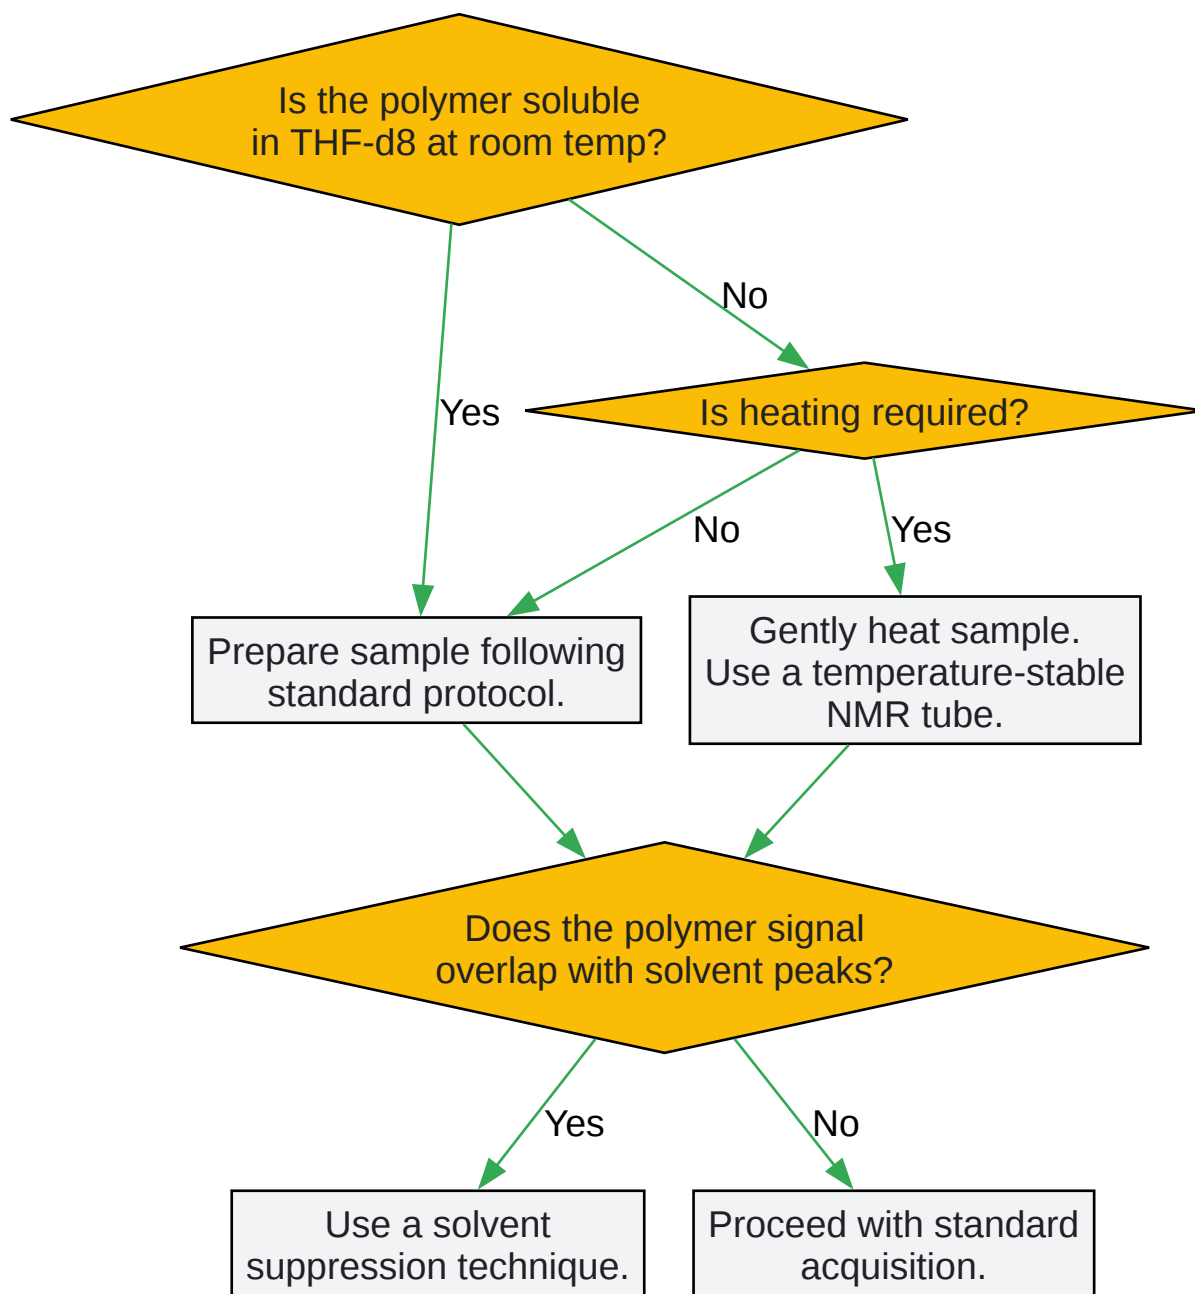 Is the polymer soluble
in THF-d8 at room temp?
No
Is heating required?
Yes
No
Yes
Prepare sample following
standard protocol.
Gently heat sample.
Use a temperature-stable
NMR tube.
Does the polymer signal
overlap with solvent peaks?
Yes
No
Use a solvent
suppression technique.
Proceed with standard
acquisition.